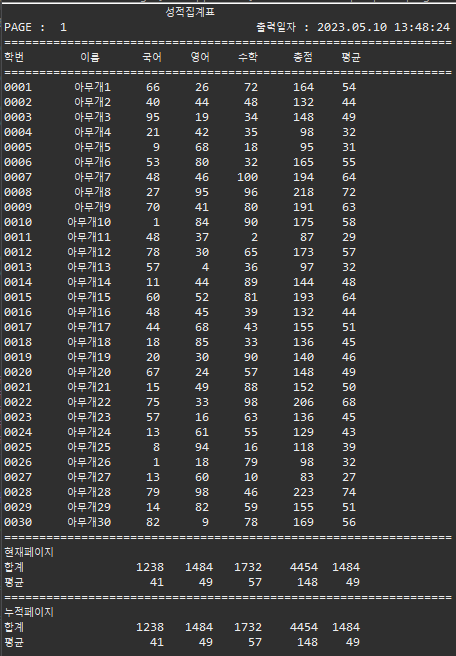 성적집계표
PAGE :  1                              출력일자 : 2023.05.10 13:48:24
================================================================
학번        이름      국어    영어    수학     총점    평균
================================================================
0001       아무개1      66     26     72     164    54
0002       아무개2      40     44     48     132    44
0003       아무개3      95     19     34     148    49
0004       아무개4      21     42     35      98    32
0005       아무개5       9     68     18      95    31
0006       아무개6      53     80     32     165    55
0007       아무개7      48     46    100     194    64
0008       아무개8      27     95     96     218    72
0009       아무개9      70     41     80     191    63
0010      아무개10       1     84     90     175    58
0011      아무개11      48     37      2      87    29
0012      아무개12      78     30     65     173    57
0013      아무개13      57      4     36      97    32
0014      아무개14      11     44     89     144    48
0015      아무개15      60     52     81     193    64
0016      아무개16      48     45     39     132    44
0017      아무개17      44     68     43     155    51
0018      아무개18      18     85     33     136    45
0019      아무개19      20     30     90     140    46
0020      아무개20      67     24     57     148    49
0021      아무개21      15     49     88     152    50
0022      아무개22      75     33     98     206    68
0023      아무개23      57     16     63     136    45
0024      아무개24      13     61     55     129    43
0025      아무개25       8     94     16     118    39
0026      아무개26       1     18     79      98    32
0027      아무개27      13     60     10      83    27
0028      아무개28      79     98     46     223    74
0029      아무개29      14     82     59     155    51
0030      아무개30      82      9     78     169    56
================================================================
현재페이지
합계               1238   1484   1732    4454  1484
평균                 41     49     57     148    49
================================================================
누적페이지
합계               1238   1484   1732    4454  1484
평균                 41     49     57     148    49